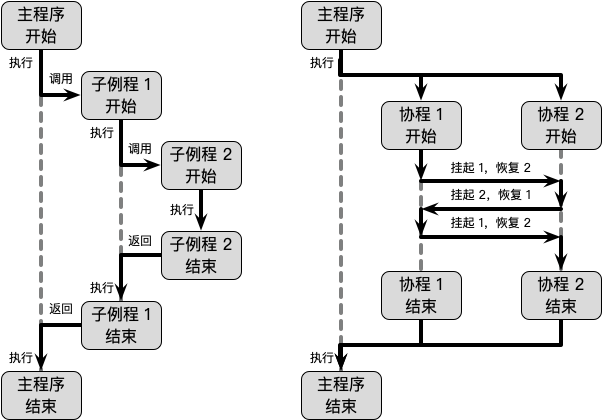 主程序
开始
执行
调用
子例程 1
开始
执行
调用
子例程 2
开始
执行
返回
子例程 2
结束
执行
返回
子例程 1
结束
执行
主程序
结束
主程序
开始
执行
协程 1
开始
协程 2
开始
挂起 1，恢复 2
挂起 2，恢复 1
挂起 1，恢复 2
协程 1
结束
协程 2
结束
执行
主程序
结束